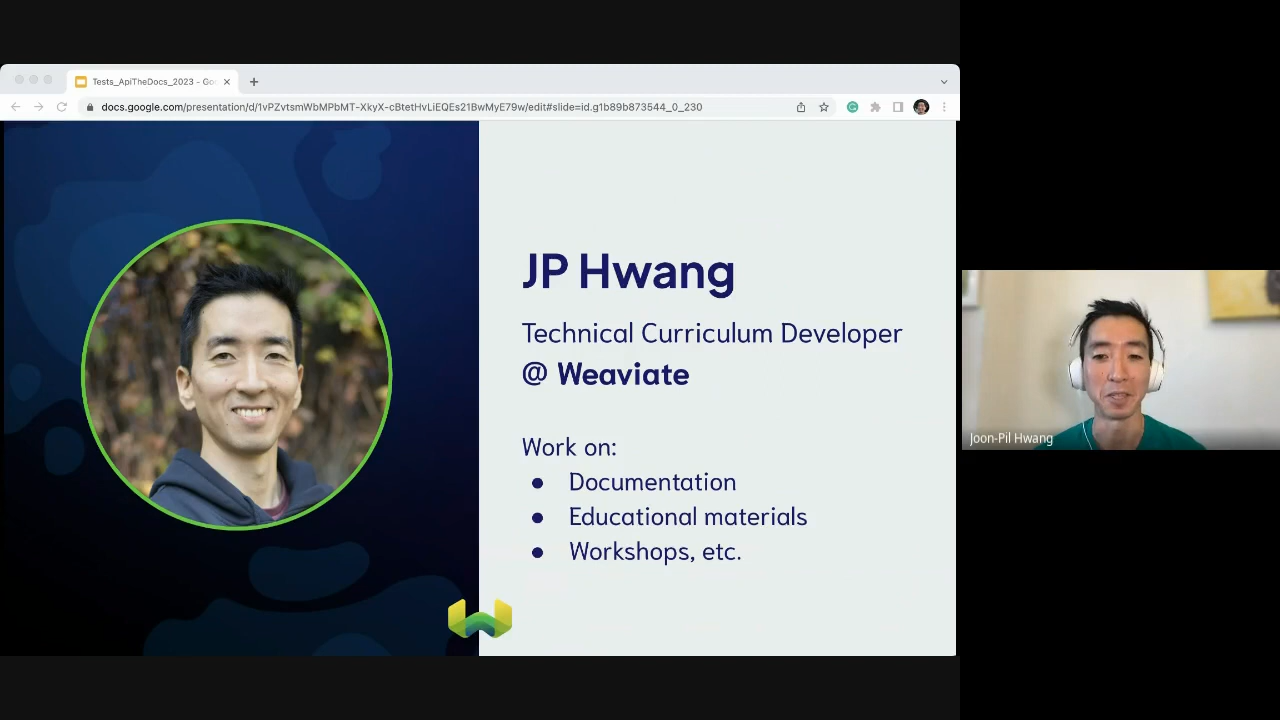 Tests_ApiTheDocs_2023 - Goo
docs.google.com/presentation/d/1vPZvtsmWbMPbMT-XkyX-cBtetHvLiEQEs21BwMyE79w/edit#slide=id.g1b89b873544_0_230
JP Hwang
Technical Curriculum Developer
@ Weaviate
Work on:
● Documentation
● Educational materials
● Workshops, etc.
Joon-Pil Hwang